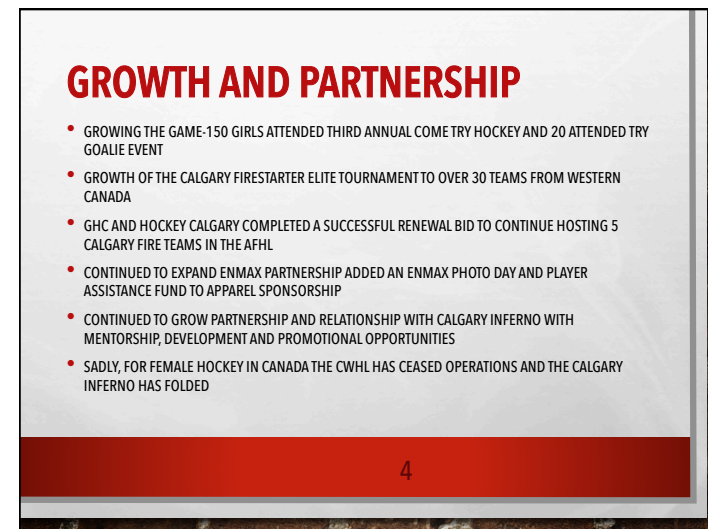 GROWTH AND PARTNERSHIP
• GROWING THE GAME-150 GIRLS ATTENDED THIRD ANNUAL COME TRY HOCKEY AND 20 ATTENDED TRY
GOALIE EVENT
• GROWTH OF THE CALGARY FIRESTARTER ELITE TOURNAMENT TO OVER 30 TEAMS FROM WESTERN
CANADA
• GHC AND HOCKEY CALGARY COMPLETED A SUCCESSFUL RENEWAL BID TO CONTINUE HOSTING 5
CALGARY FIRE TEAMS IN THE AFHL
• CONTINUED TO EXPAND ENMAX PARTNERSHIP ADDED AN ENMAX PHOTO DAY AND PLAYER
ASSISTANCE FUND TO APPAREL SPONSORSHIP
• CONTINUED TO GROW PARTNERSHIP AND RELATIONSHIP WITH CALGARY INFERNO WITH
MENTORSHIP, DEVELOPMENT AND PROMOTIONAL OPPORTUNITIES
• SADLY, FOR FEMALE HOCKEY IN CANADA THE CWHL HAS CEASED OPERATIONS AND THE CALGARY
INFERNO HAS FOLDED
4